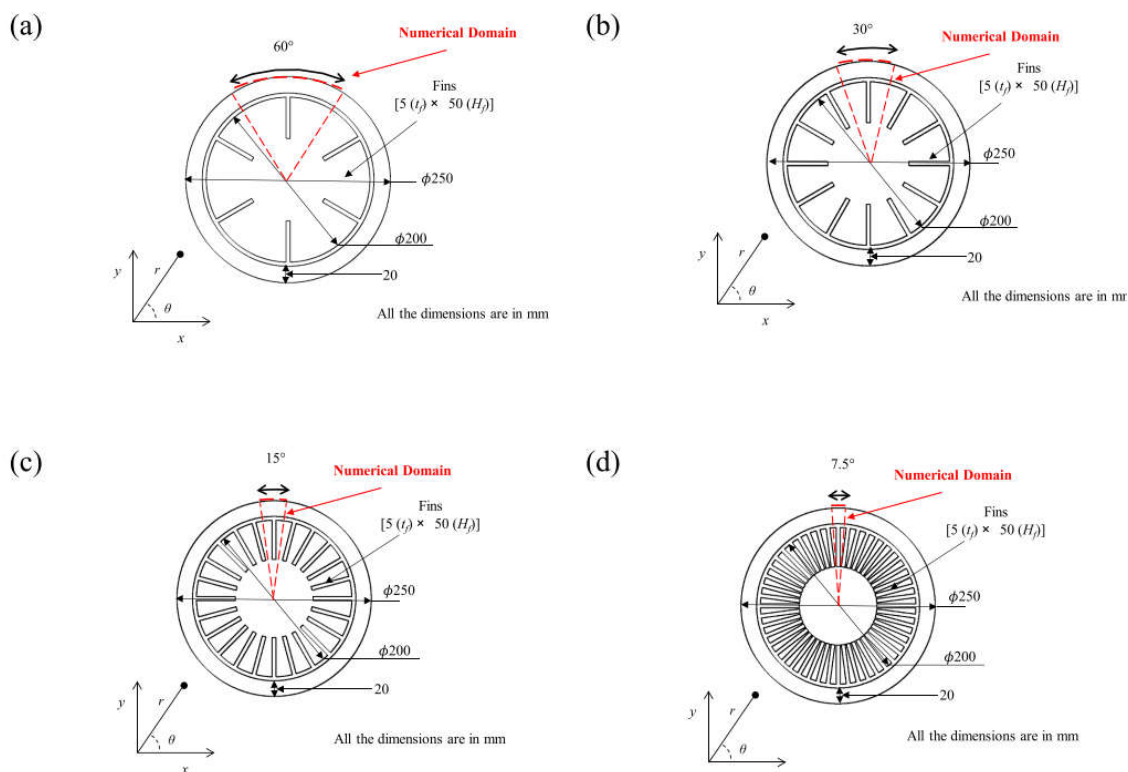 (a)
60°
Numerical Domain
Fins
[5 (tf) × 50 (Hf)]
ϕ250
ϕ200
20
y
r
θ
x
All the dimensions are in mm
(b)
30°
Numerical Domain
Fins
[5 (tf) × 50 (Hf)]
ϕ250
ϕ200
20
y
r
θ
x
All the dimensions are in mm
(c)
15°
Numerical Domain
Fins
[5 (tf) × 50 (Hf)]
ϕ250
ϕ200
20
y
r
θ
x
All the dimensions are in mm
(d)
7.5°
Numerical Domain
Fins
[5 (tf) × 50 (Hf)]
ϕ250
ϕ200
20
y
r
θ
x
All the dimensions are in mm